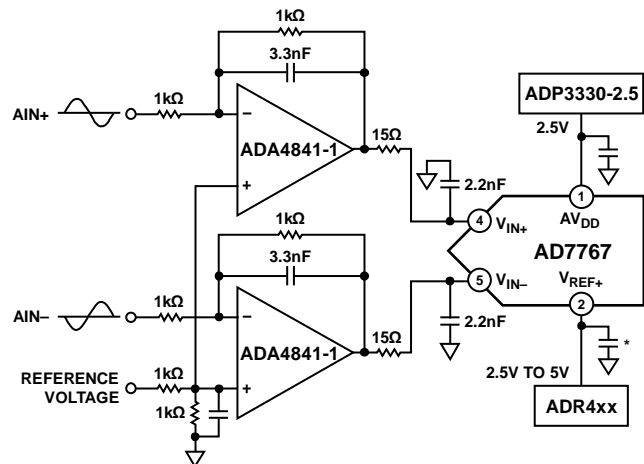 1kΩ
3.3nF
AIN+
1kΩ
−
ADA4841-1
+
15Ω
ADP3330-2.5
2.5V
2.2nF
1
AVDD
4
VIN+
AD7767
1kΩ
3.3nF
5
VIN−
VREF+
2
AIN−
1kΩ
−
ADA4841-1
+
15Ω
2.2nF
*
REFERENCE
VOLTAGE
1kΩ
1kΩ
2.5V TO 5V
ADR4xx